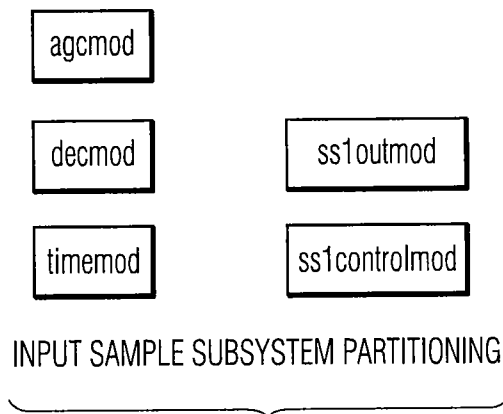 agcmod
decmod
ss1outmod
timemod
ss1controlmod
INPUT SAMPLE SUBSYSTEM PARTITIONING